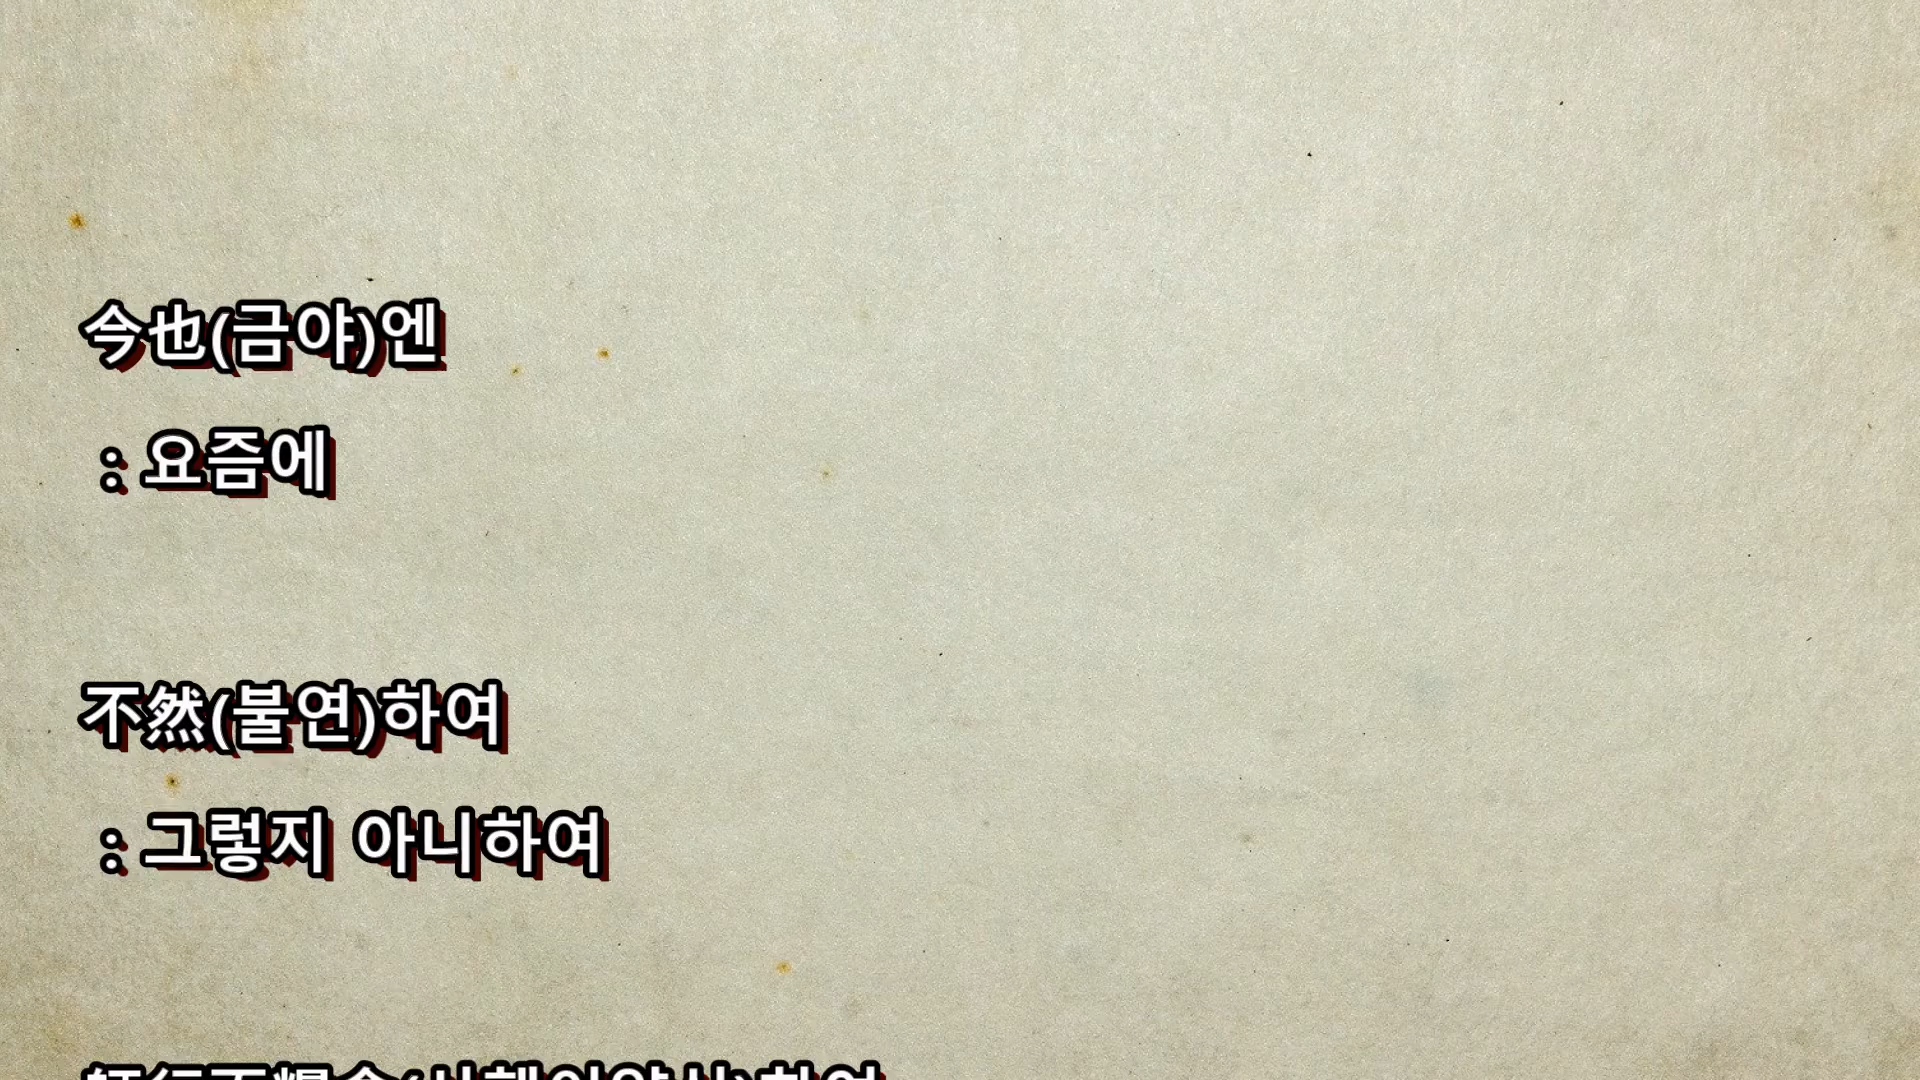 今也(금야)엔
: 요즘에
不然(불연)하여
: 그렇지 아니하여